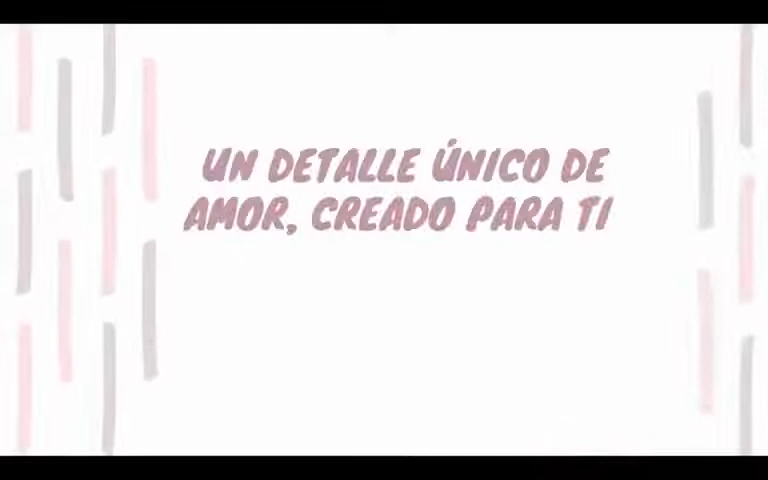 UN DETALLE ÚNICO DE
AMOR, CREADO PARA TI